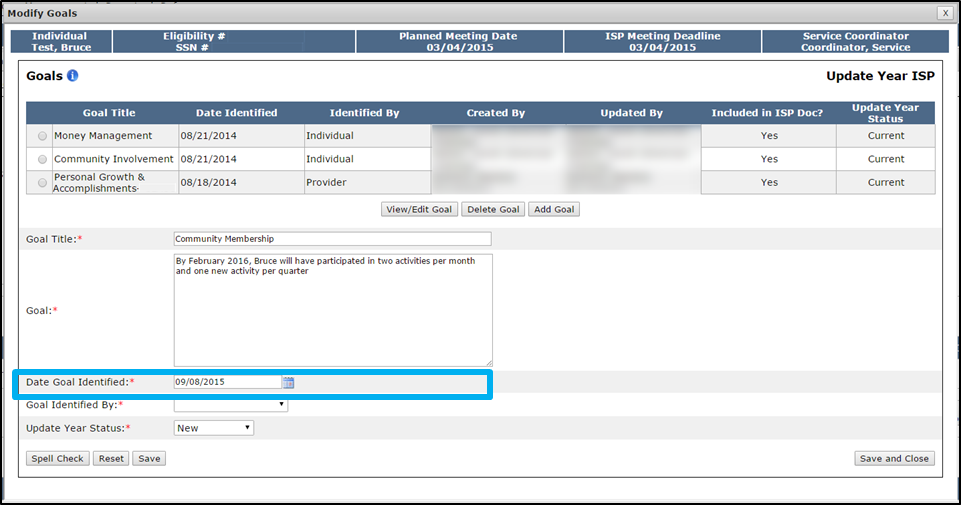 Modify Goals
X
Individual
Test, Bruce
Eligibility #
SSN #
Planned Meeting Date
03/04/2015
ISP Meeting Deadline
03/04/2015
Service Coordinator
Coordinator, Service
Goals i
Update Year ISP
Goal Title Date Identified Identified By Created By Updated By Included in ISP Doc? Update Year
Status
Money Management 08/21/2014 Individual Yes Current
Community Involvement 08/21/2014 Individual Yes Current
Personal Growth &
Accomplishments· 08/18/2014 Provider Yes Current
View/Edit Goal Delete Goal Add Goal
Goal Title:* Community Membership
Goal:*
By February 2016, Bruce will have participated in two activities per month
and one new activity per quarter
Date Goal Identified:* 09/08/2015
Goal Identified By:*
Update Year Status:* New
Spell Check Reset Save Save and Close